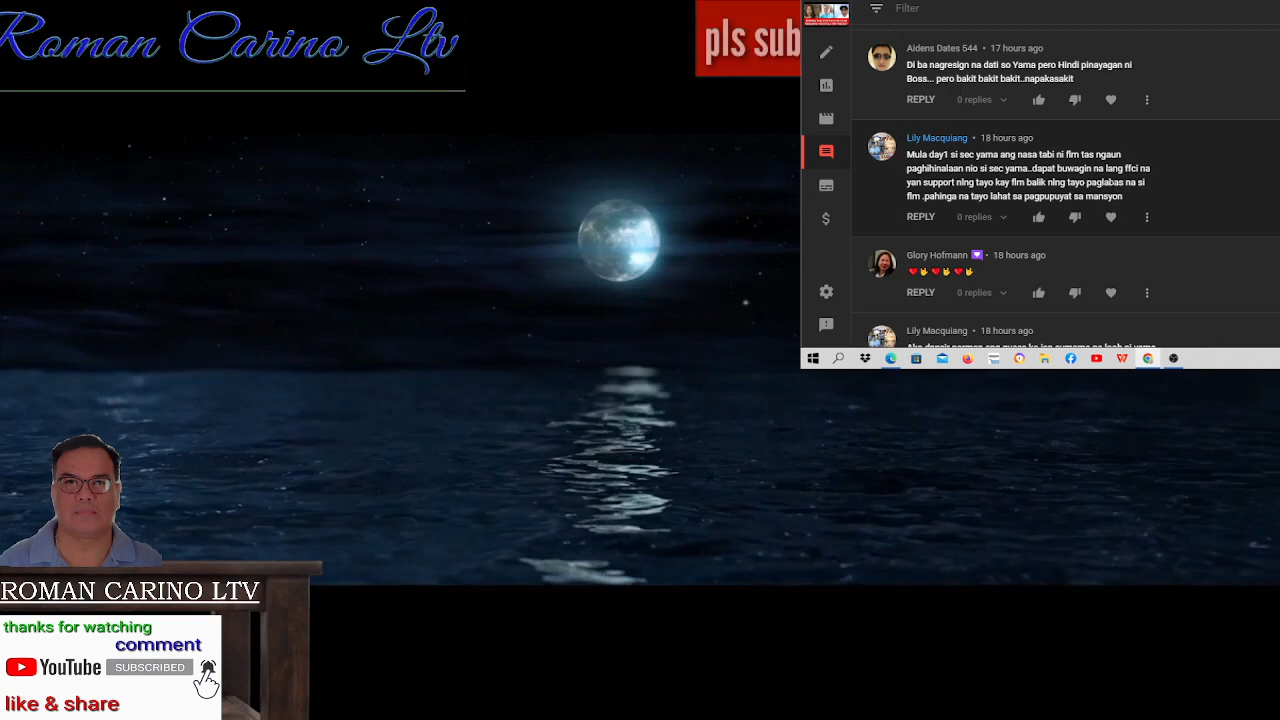 Roman Carino Ltv
pls sub
Filter
Aidens Dates 544 • 17 hours ago
Di ba nagresign na dati so Yama pero Hindi pinayagan ni
Boss... pero bakit bakit bakit..napakasakit
REPLY 0 replies
Lily Macquiang • 18 hours ago
Mula day1 si sec yama ang nasa tabi ni flm tas ngaun
paghihinalaan nio si sec yama..dapat buwagin na lang ffci na
yan support nlng tayo kay flm balik nlng tayo paglabas na si
flm .pahinga na tayo lahat sa pagpupuyat sa mansyon
REPLY 0 replies
Glory Hofmann • 18 hours ago
REPLY 0 replies
Lily Macquiang • 18 hours ago
ROMAN CARINO LTV
thanks for watching
comment
YouTube SUBSCRIBED
like & share